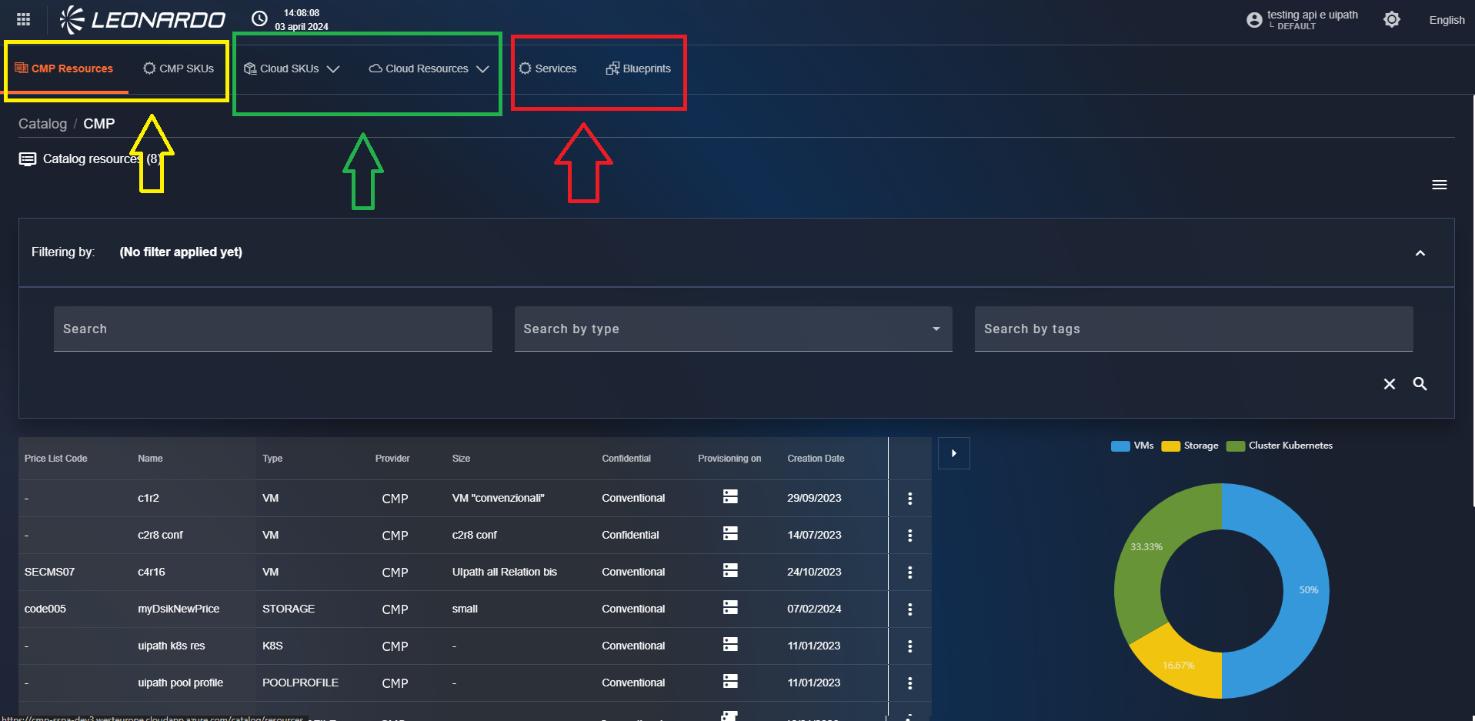 LEONARDO
14:08:08
03 april 2024
testing api e uipath
└ DEFAULT
English
CMP Resources
CMP SKUs
Cloud SKUs
Cloud Resources
Services
Blueprints
Catalog / CMP
Catalog resources (8)
Filtering by: (No filter applied yet)
Search
Search by type
Search by tags
Price List Code Name Type Provider Size Confidential Provisioning on Creation Date
- c1r2 VM CMP VM "convenzionali" Conventional 29/09/2023
- c2r8 conf VM CMP c2r8 conf Confidential 14/07/2023
SECMS07 c4r16 VM CMP UIpath all Relation bis Conventional 24/10/2023
code005 myDsikNewPrice STORAGE CMP small Conventional 07/02/2024
- uipath k8s res K8S CMP - Conventional 11/01/2023
- uipath pool profile POOLPROFILE CMP - Conventional 11/01/2023
VMs
Storage
Cluster Kubernetes
33.33%
50%
16.67%